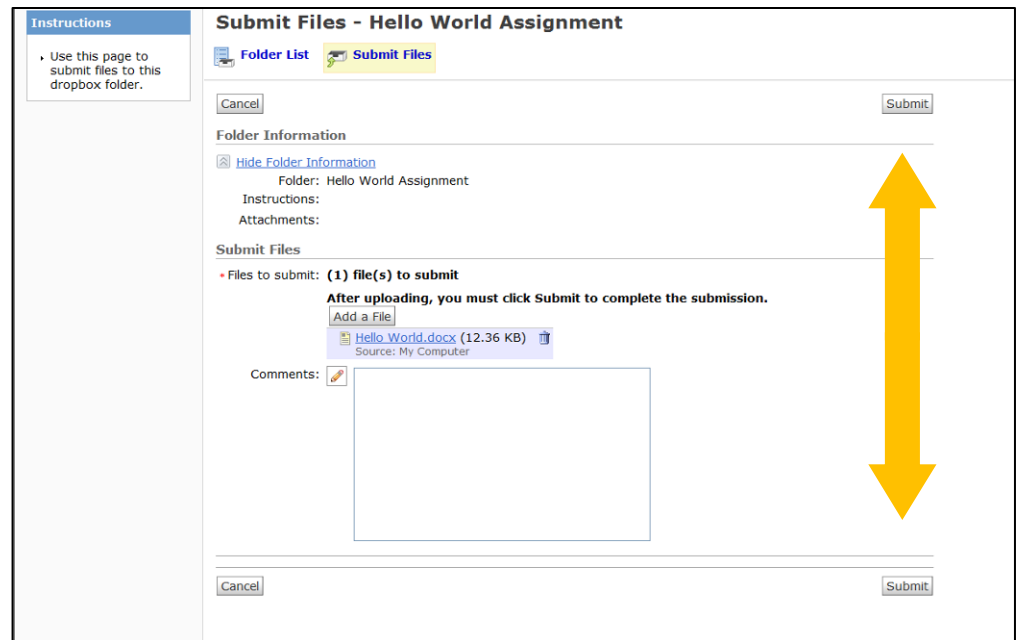 Instructions
Use this page to
submit files to this
dropbox folder.
Submit Files - Hello World Assignment
Folder List Submit Files
Cancel Submit
Folder Information
Hide Folder Information
Folder: Hello World Assignment
Instructions:
Attachments:
Submit Files
* Files to submit: (1) file(s) to submit
After uploading, you must click Submit to complete the submission.
Add a File
Hello World.docx (12.36 KB)
Source: My Computer
Comments:
Cancel Submit